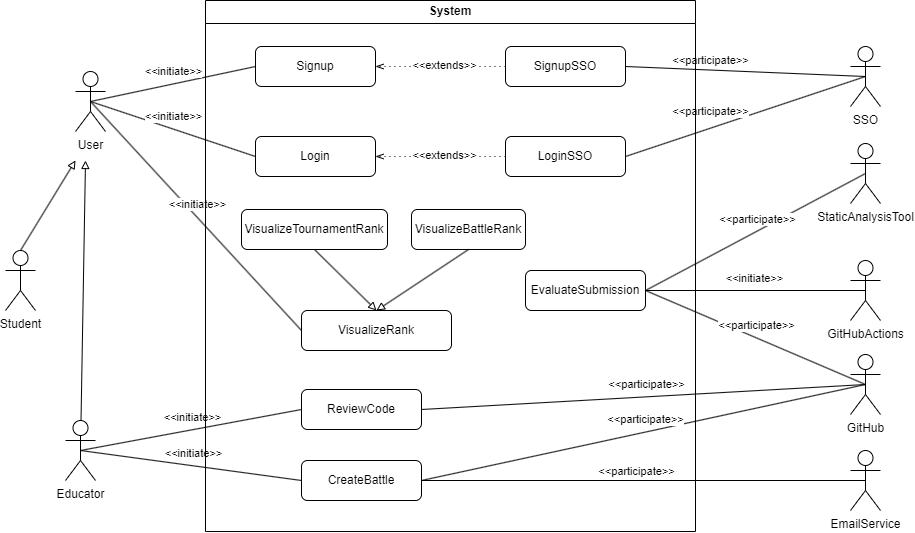 System
<<initiate>>
Signup
<<extends>>
SignupSSO
<<participate>>
SSO
User
<<initiate>>
Login
<<extends>>
LoginSSO
<<participate>>
<<initiate>>
VisualizeTournamentRank
VisualizeBattleRank
<<participate>>
StaticAnalysisTool
Student
VisualizeRank
EvaluateSubmission
<<initiate>>
GitHubActions
<<participate>>
<<initiate>>
ReviewCode
<<participate>>
GitHub
Educator
<<initiate>>
CreateBattle
<<participate>>
<<participate>>
EmailService